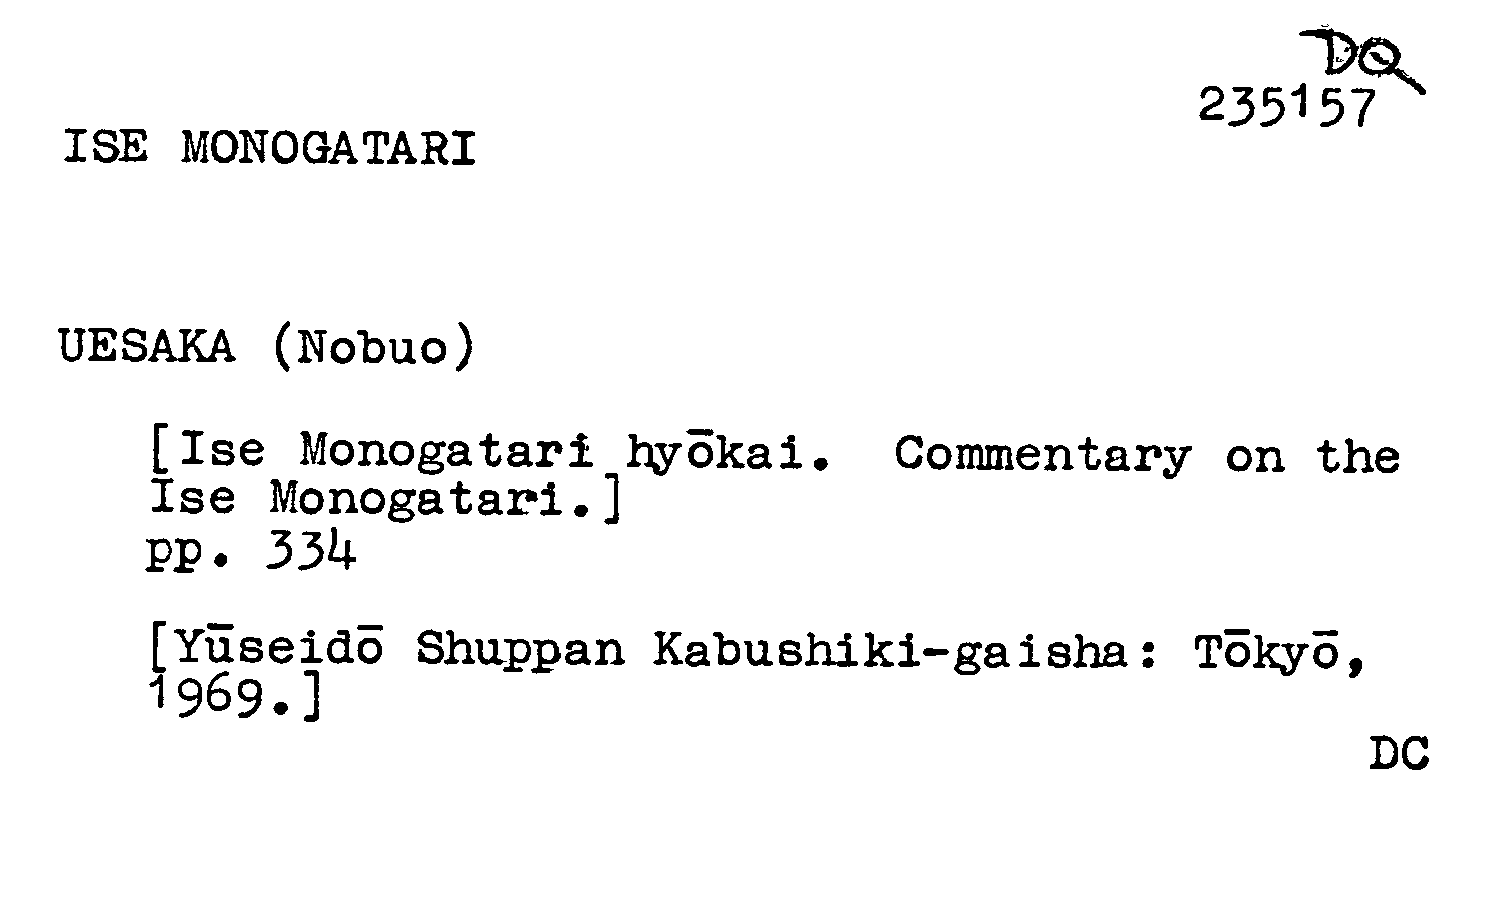 DQ
235157
ISE MONOGATARI
UESAKA (Nobuo)
[Ise Monogatari hyōkai. Commentary on the
Ise Monogatari.]
pp. 334
[Yūseidō Shuppan Kabushiki-gaisha: Tōkyō,
1969.]
DC